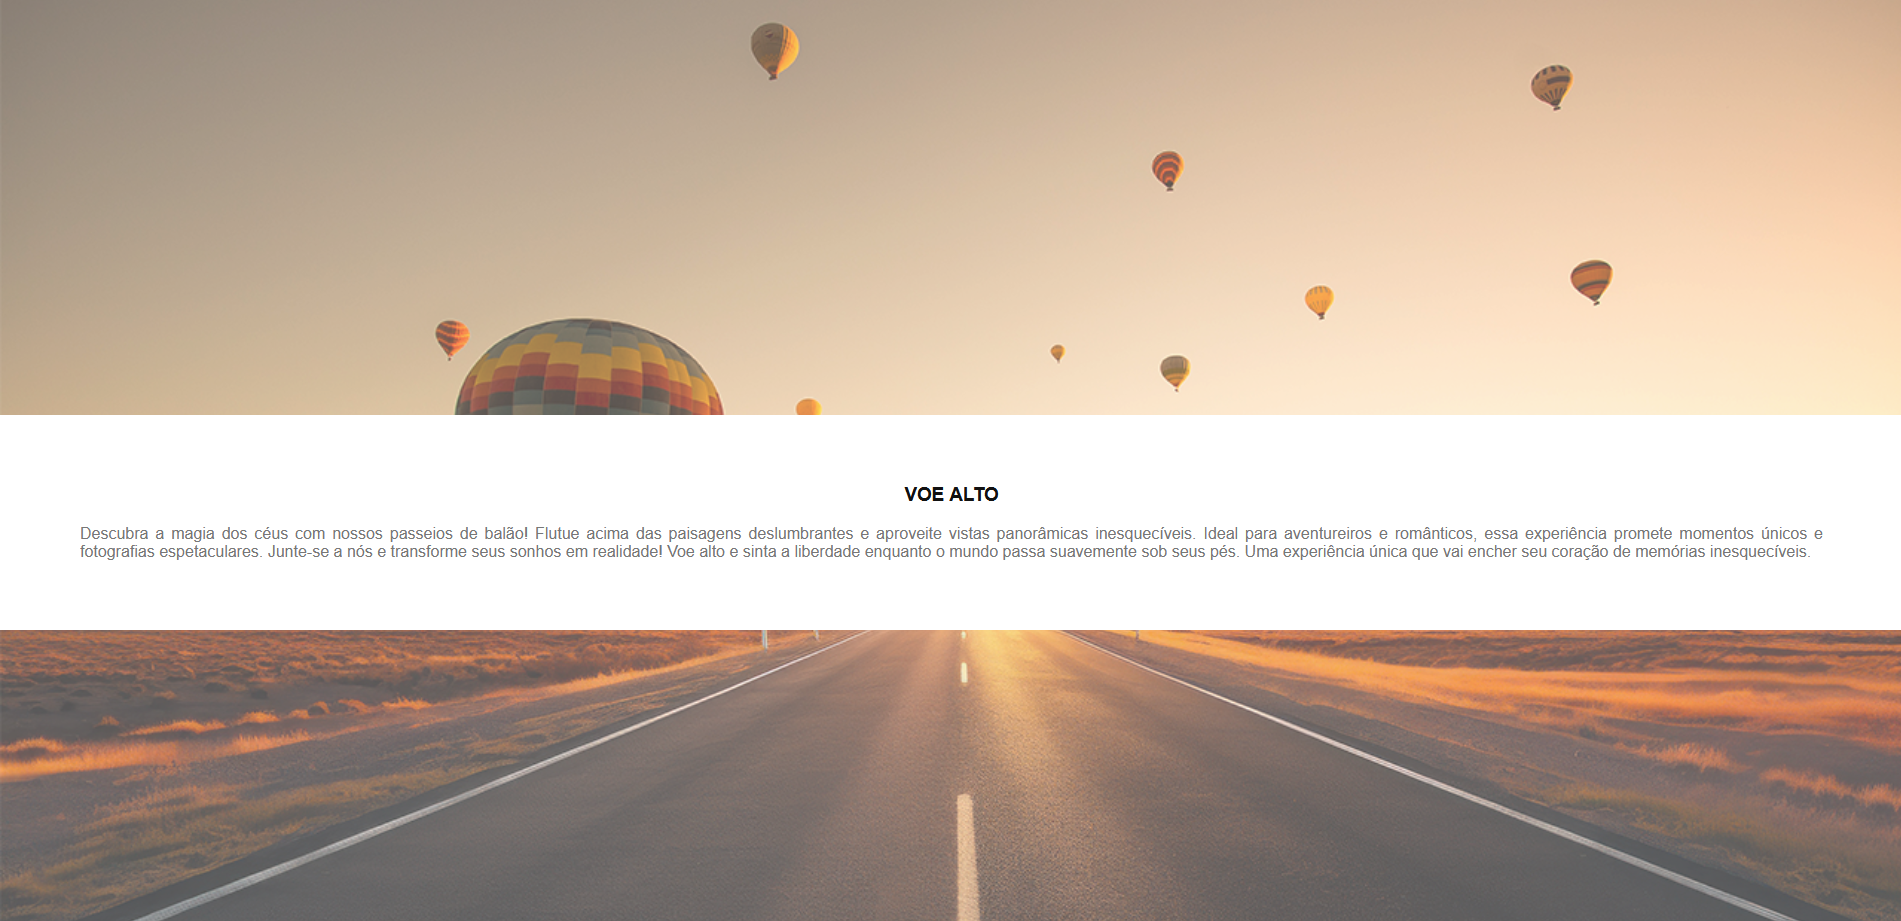 VOE ALTO
Descubra a magia dos céus com nossos passeios de balão! Flutue acima das paisagens deslumbrantes e aproveite vistas panorâmicas inesquecíveis. Ideal para aventureiros e românticos, essa experiência promete momentos únicos e
fotografias espetaculares. Junte-se a nós e transforme seus sonhos em realidade! Voe alto e sinta a liberdade enquanto o mundo passa suavemente sob seus pés. Uma experiência única que vai encher seu coração de memórias inesquecíveis.